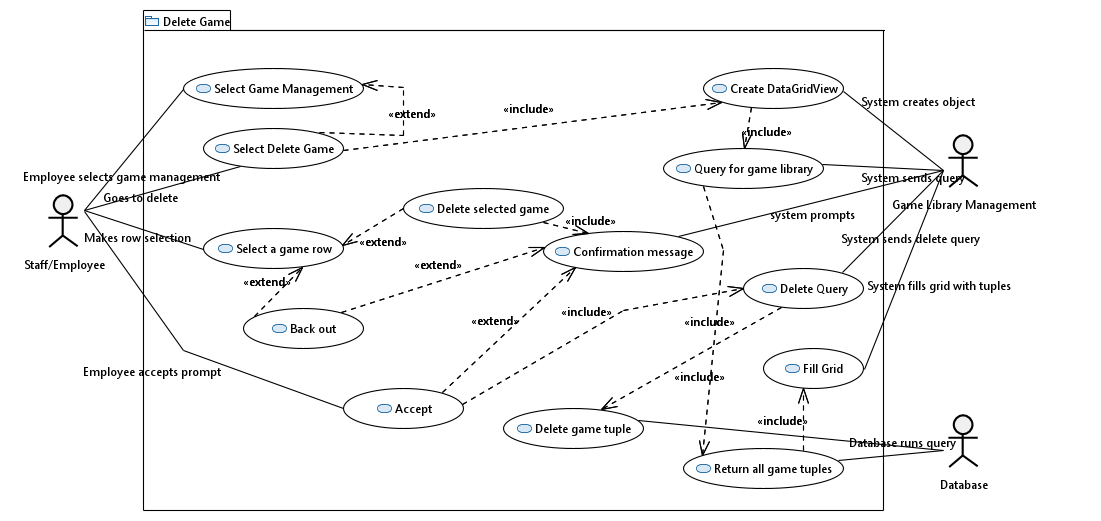 Delete Game
Select Game Management
Create DataGridView
System creates object
«extend»
«include»
«include»
Select Delete Game
Query for game library
Employee selects game management
System sends query
Goes to delete
Game Library Management
Delete selected game
system prompts
«include»
Makes row selection
«extend»
System sends delete query
Select a game row
Confirmation message
Staff/Employee
«extend»
«extend»
Delete Query
System fills grid with tuples
«include»
«extend»
«include»
Back out
Fill Grid
Employee accepts prompt
«include»
Accept
«include»
Delete game tuple
Database runs query
Return all game tuples
Database